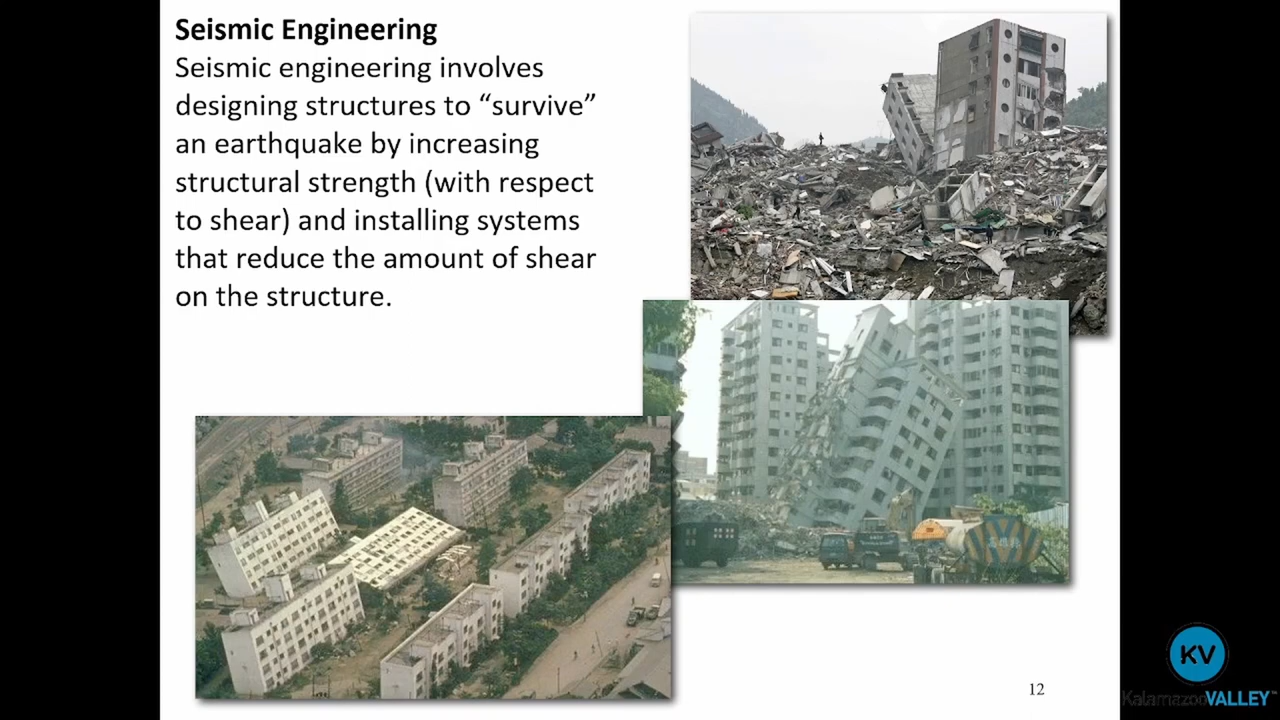 Seismic Engineering
Seismic engineering involves
designing structures to “survive”
an earthquake by increasing
structural strength (with respect
to shear) and installing systems
that reduce the amount of shear
on the structure.
12
KV
KalamazooVALLEY™